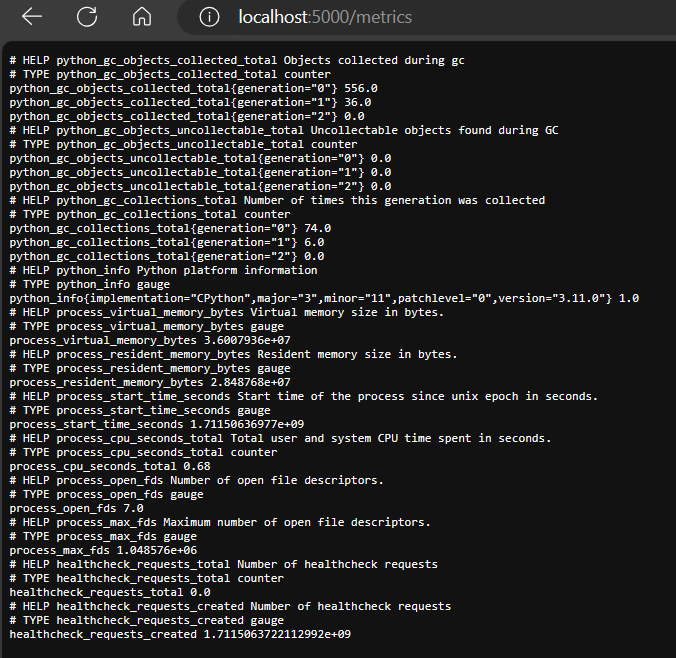 localhost:5000/metrics
# HELP python_gc_objects_collected_total Objects collected during gc
# TYPE python_gc_objects_collected_total counter
python_gc_objects_collected_total{generation="0"} 556.0
python_gc_objects_collected_total{generation="1"} 36.0
python_gc_objects_collected_total{generation="2"} 0.0
# HELP python_gc_objects_uncollectable_total Uncollectable objects found during GC
# TYPE python_gc_objects_uncollectable_total counter
python_gc_objects_uncollectable_total{generation="0"} 0.0
python_gc_objects_uncollectable_total{generation="1"} 0.0
python_gc_objects_uncollectable_total{generation="2"} 0.0
# HELP python_gc_collections_total Number of times this generation was collected
# TYPE python_gc_collections_total counter
python_gc_collections_total{generation="0"} 74.0
python_gc_collections_total{generation="1"} 6.0
python_gc_collections_total{generation="2"} 0.0
# HELP python_info Python platform information
# TYPE python_info gauge
python_info{implementation="CPython",major="3",minor="11",patchlevel="0",version="3.11.0"} 1.0
# HELP process_virtual_memory_bytes Virtual memory size in bytes.
# TYPE process_virtual_memory_bytes gauge
process_virtual_memory_bytes 3.6007936e+07
# HELP process_resident_memory_bytes Resident memory size in bytes.
# TYPE process_resident_memory_bytes gauge
process_resident_memory_bytes 2.848768e+07
# HELP process_start_time_seconds Start time of the process since unix epoch in seconds.
# TYPE process_start_time_seconds gauge
process_start_time_seconds 1.71150636977e+09
# HELP process_cpu_seconds_total Total user and system CPU time spent in seconds.
# TYPE process_cpu_seconds_total counter
process_cpu_seconds_total 0.68
# HELP process_open_fds Number of open file descriptors.
# TYPE process_open_fds gauge
process_open_fds 7.0
# HELP process_max_fds Maximum number of open file descriptors.
# TYPE process_max_fds gauge
process_max_fds 1.048576e+06
# HELP healthcheck_requests_total Number of healthcheck requests
# TYPE healthcheck_requests_total counter
healthcheck_requests_total 0.0
# HELP healthcheck_requests_created Number of healthcheck requests
# TYPE healthcheck_requests_created gauge
healthcheck_requests_created 1.7115063722112992e+09